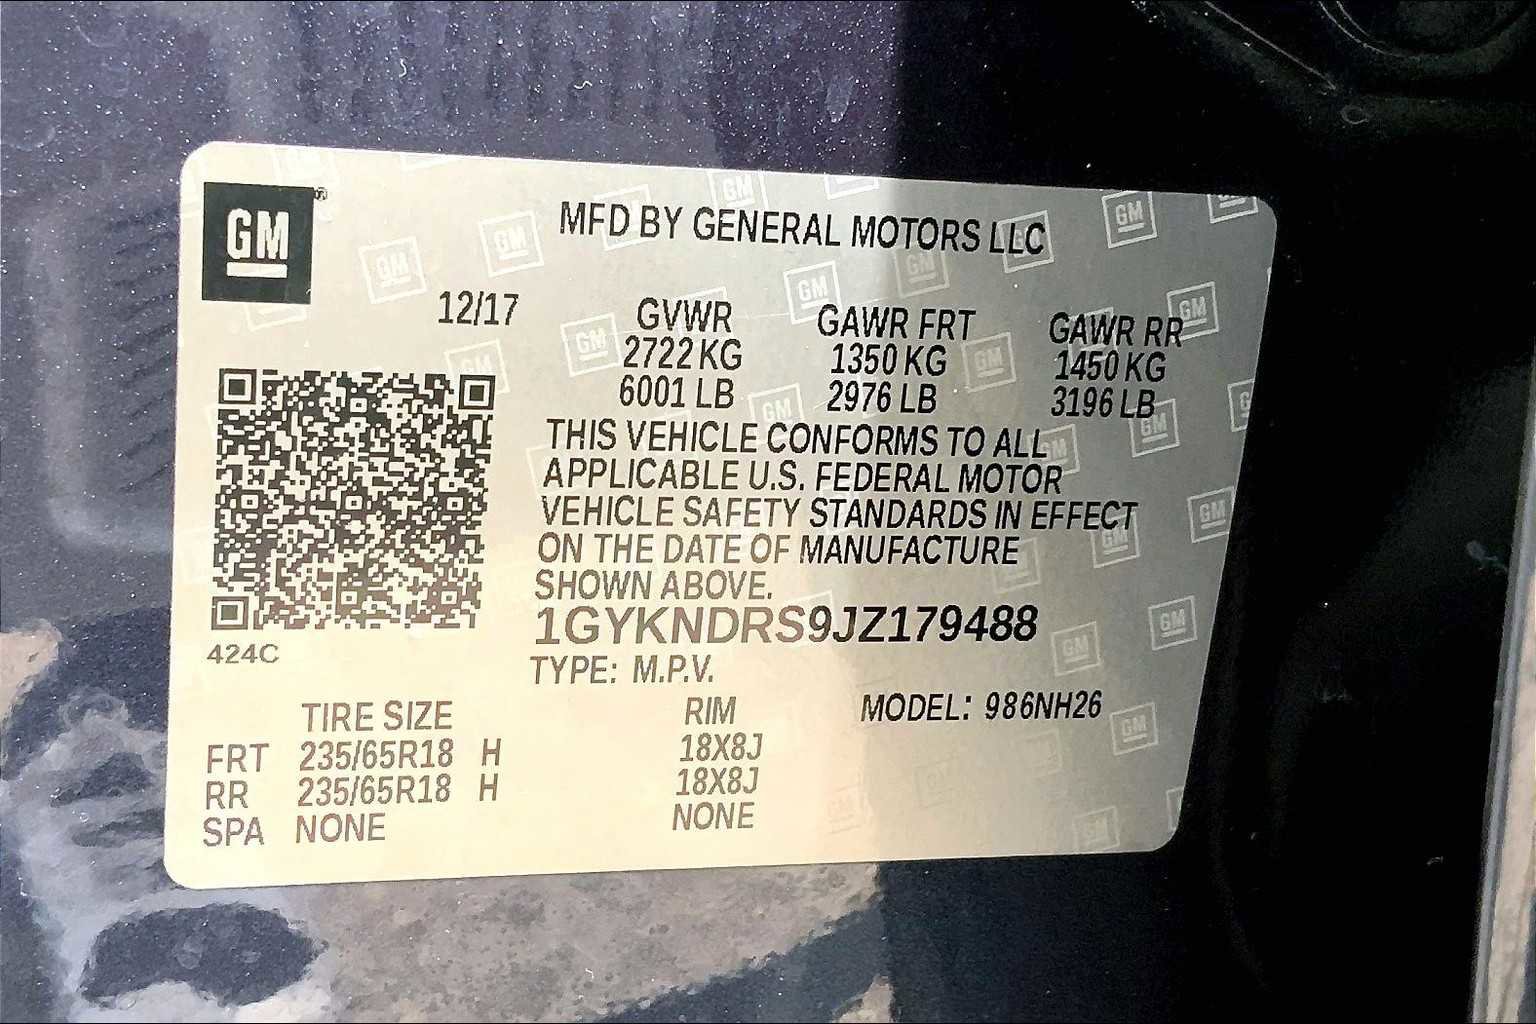 GM
MFD BY GENERAL MOTORS LLC
12/17
GVWR GAWR FRT GAWR RR
2722 KG 1350 KG 1450 KG
6001 LB 2976 LB 3196 LB
THIS VEHICLE CONFORMS TO ALL
APPLICABLE U.S. FEDERAL MOTOR
VEHICLE SAFETY STANDARDS IN EFFECT
ON THE DATE OF MANUFACTURE
SHOWN ABOVE.
1GYKNDRS9JZ179488
424C
TYPE: M.P.V.
MODEL: 986NH26
TIRE SIZE RIM
FRT 235/65R18 H 18X8J
RR 235/65R18 H 18X8J
SPA NONE NONE